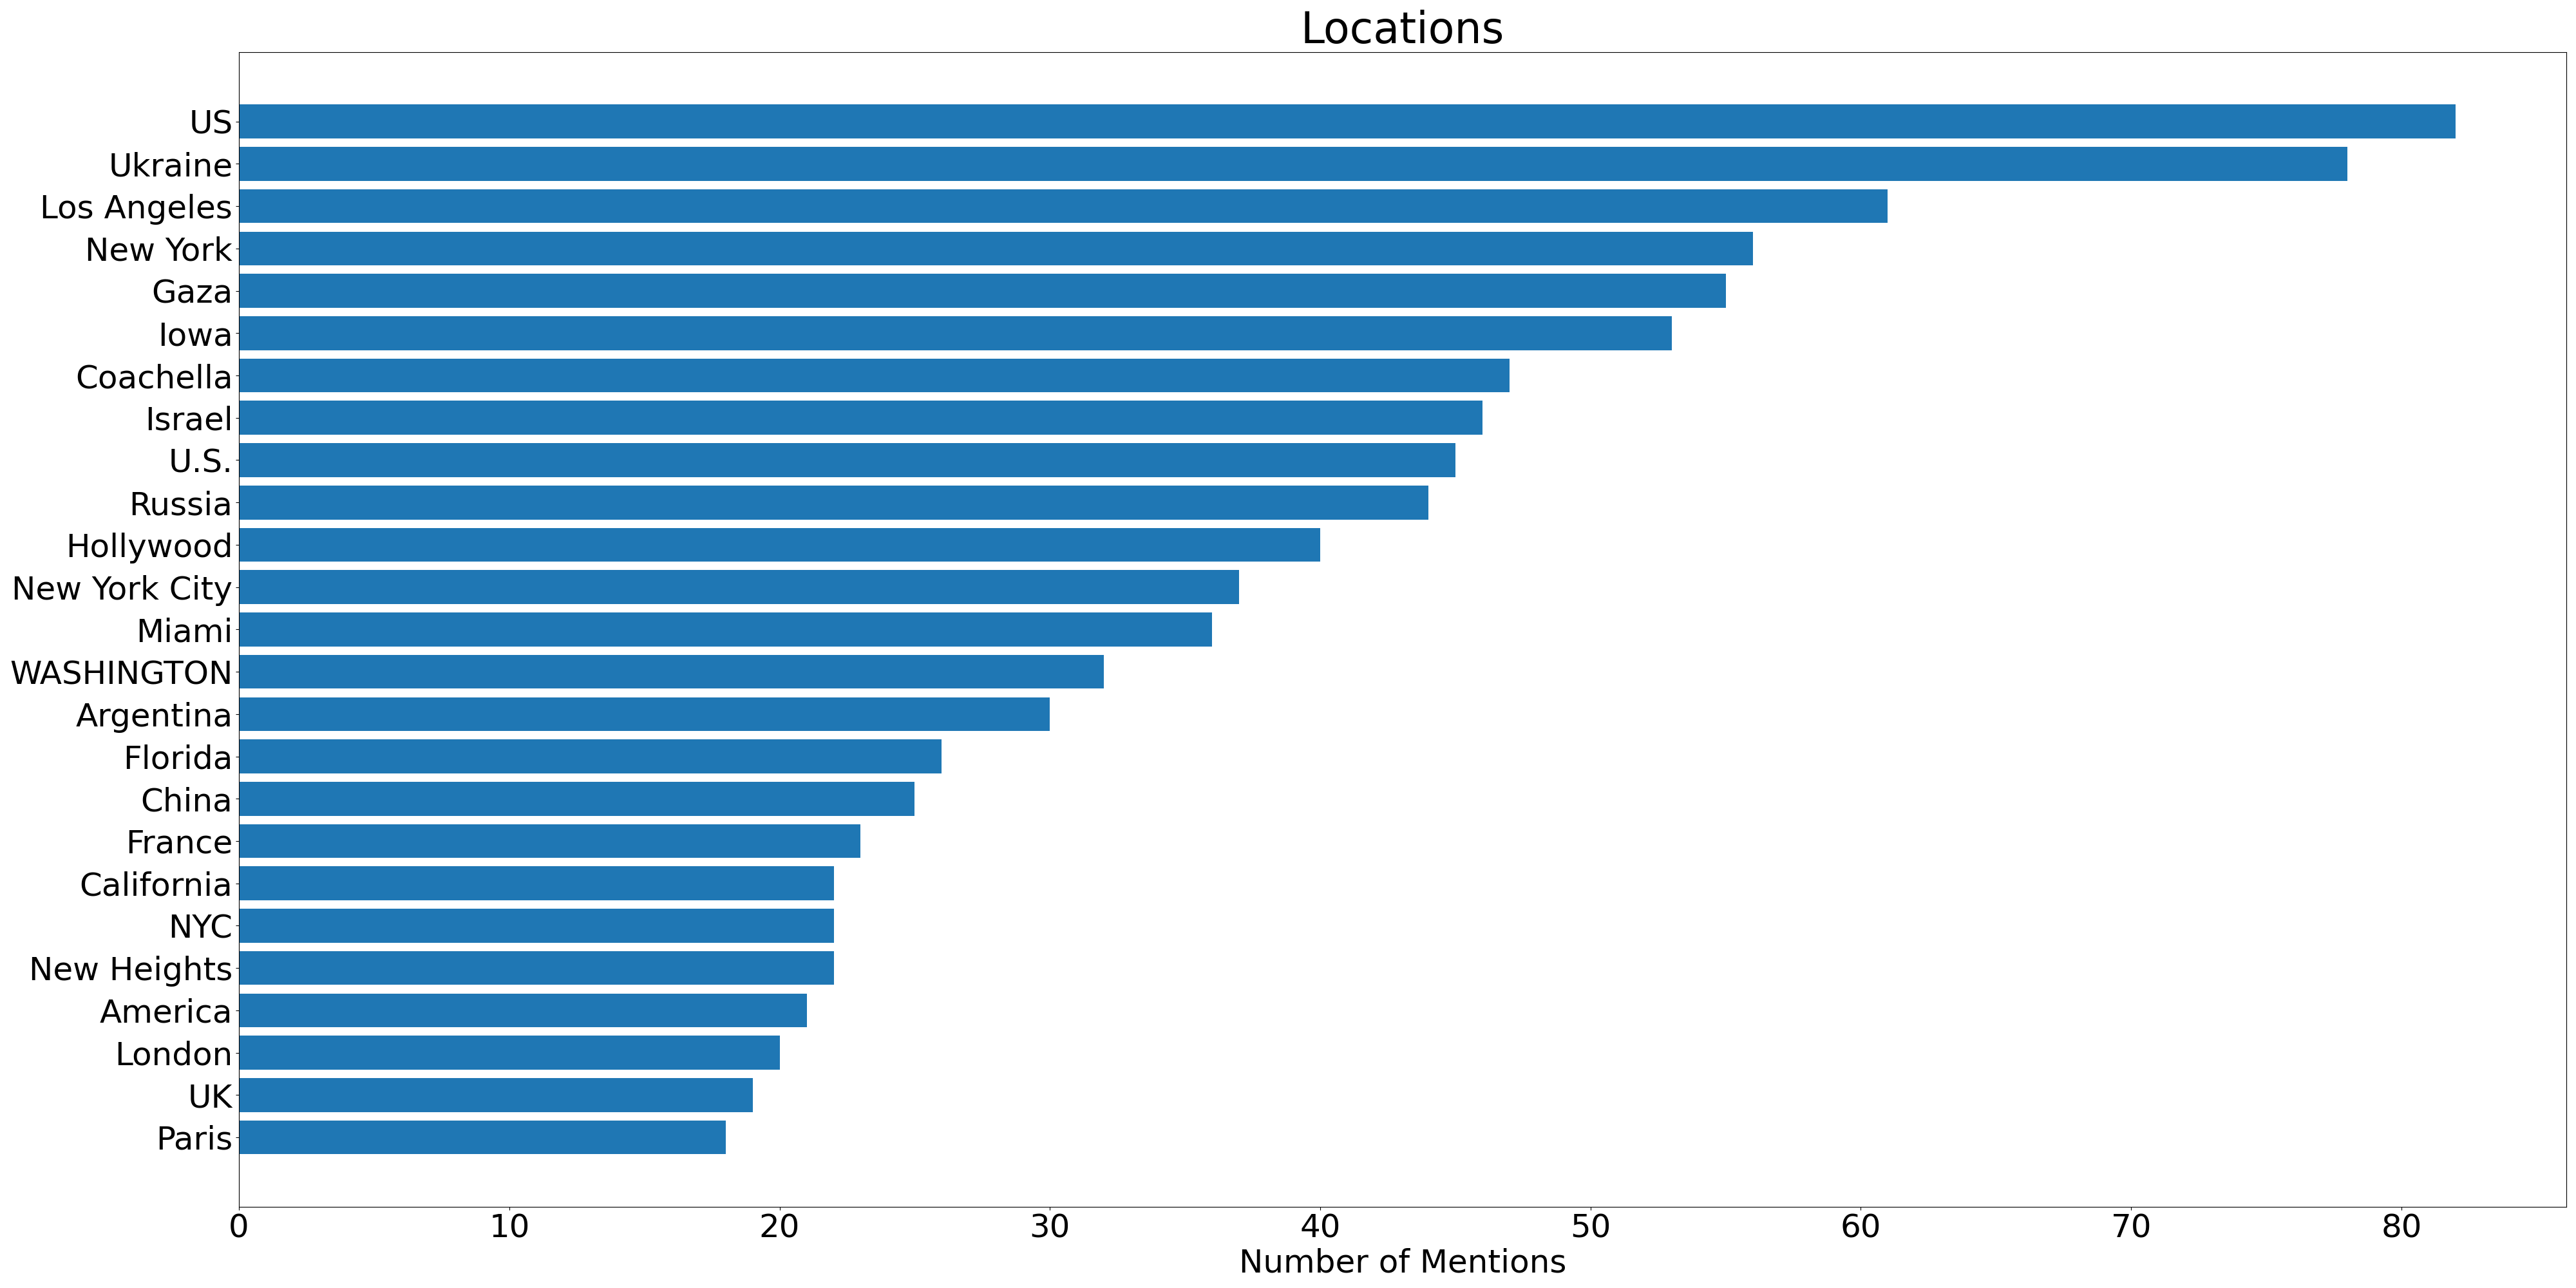 Locations
US
Ukraine
Los Angeles
New York
Gaza
Iowa
Coachella
Israel
U.S.
Russia
Hollywood
New York City
Miami
WASHINGTON
Argentina
Florida
China
France
California
NYC
New Heights
America
London
UK
Paris
0 10 20 30 40 50 60 70 80
Number of Mentions